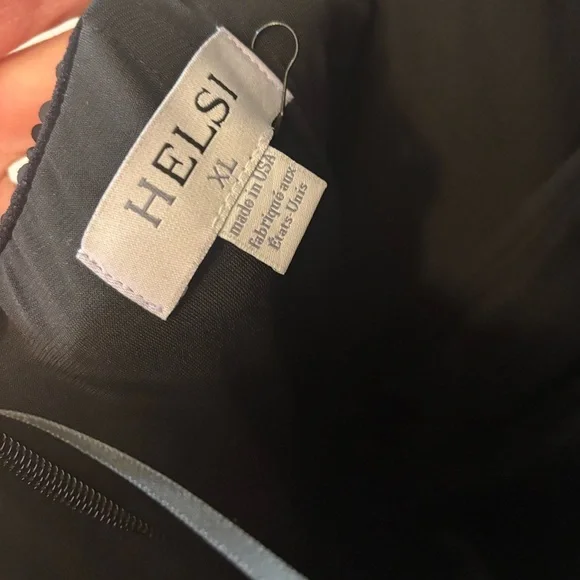 HELSI
XL
made in USA
fabriqué aux
États-Unis